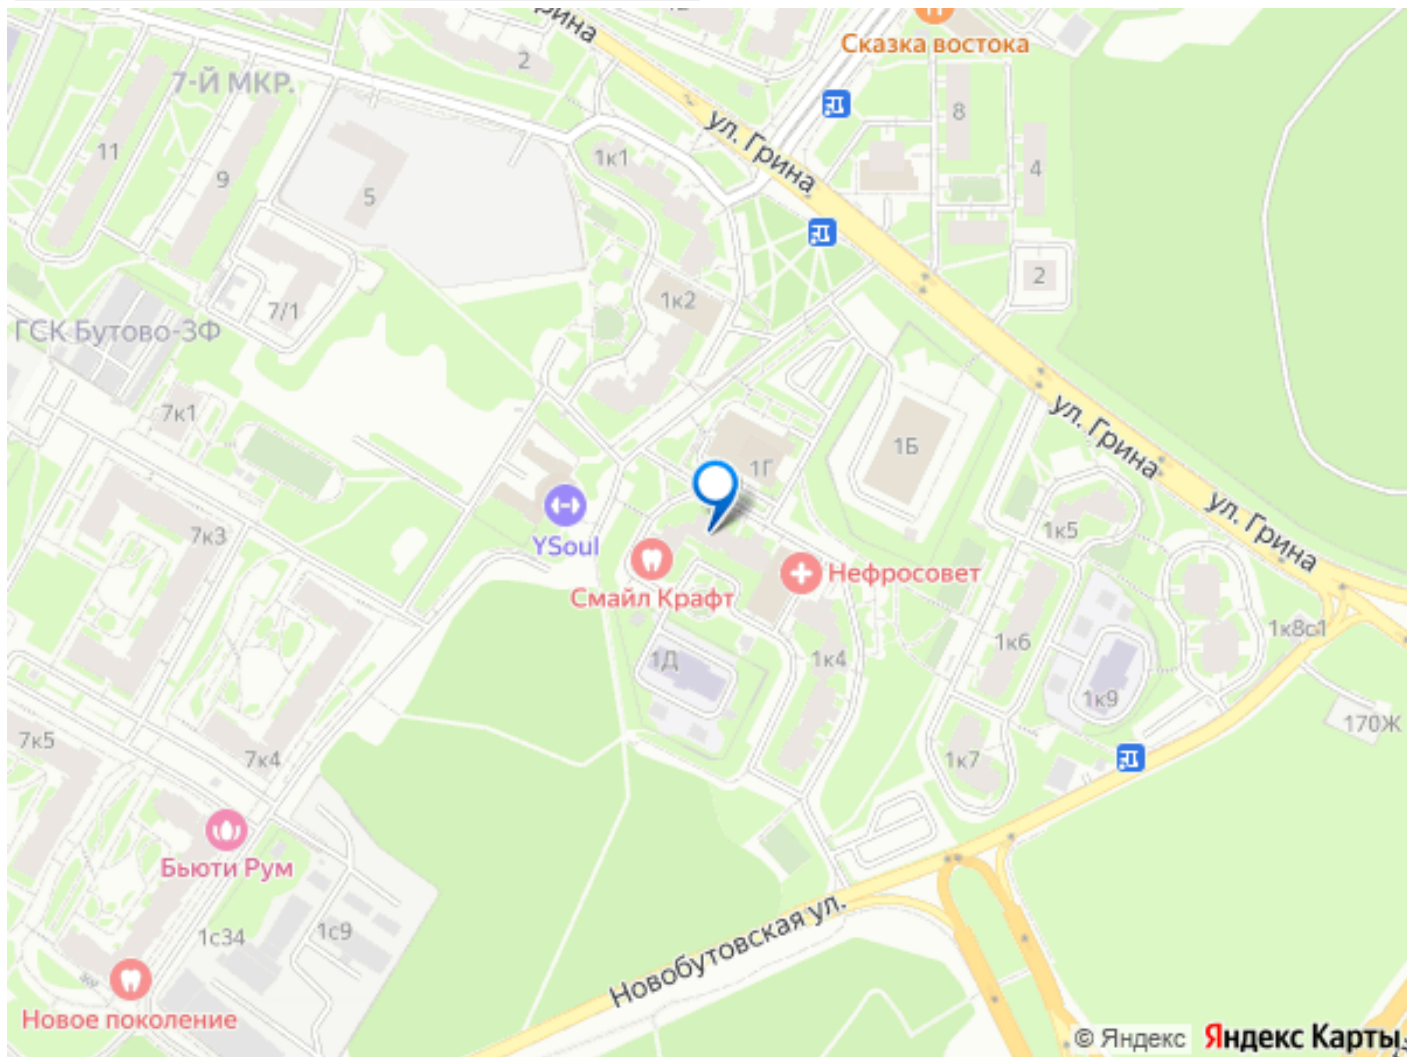 ул. Грина
Сказка востока
2
7-Й МКР.
8
ул. Грина
11
9
5
1к1
4
7/1
1к2
2
ГСК Бутово-3Ф
7к1
1Г
1Б
ул. Грина
ул. Грина
7к3
YSoul
1к5
Смайл Крафт
Нефросовет
1Д
1к4
1к6
1к8с1
1к9
170Ж
7к5
7к4
1к7
Бьюти Рум
1с34
1с9
Новобутовская ул.
Новое поколение
© Яндекс Яндекс Карты